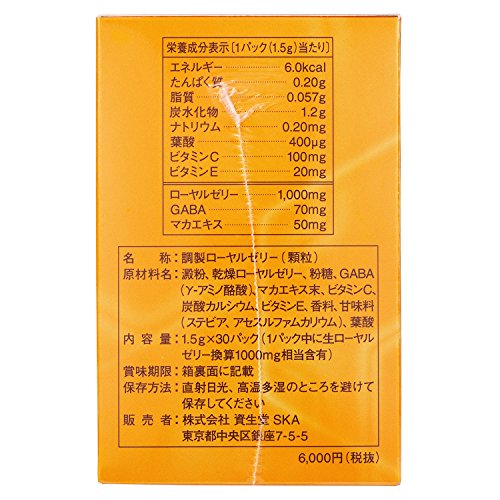 栄養成分表示［1パック（1.5g）当たり］
エネルギー 6.0kcal
たんぱく質 0.20g
脂質 0.057g
炭水化物 1.2g
ナトリウム 0.20mg
葉酸 400μg
ビタミンC 100mg
ビタミンE 20mg
ローヤルゼリー 1,000mg
GABA 70mg
マカエキス 50mg
名称：調製ローヤルゼリー（顆粒）
原材料名：澱粉、乾燥ローヤルゼリー、粉糖、GABA
（γ-アミノ酪酸）、マカエキス末、ビタミンC、
炭酸カルシウム、ビタミンE、香料、甘味料
（ステビア、アセスルファムカリウム）、葉酸
内容量：1.5g×30パック（1パック中に生ローヤル
ゼリー換算1000mg相当含有）
賞味期限：箱裏面に記載
保存方法：直射日光、高温多湿のところを避けて
保存してください
販売者：株式会社 資生堂 SKA
東京都中央区銀座7-5-5
6,000円（税抜）